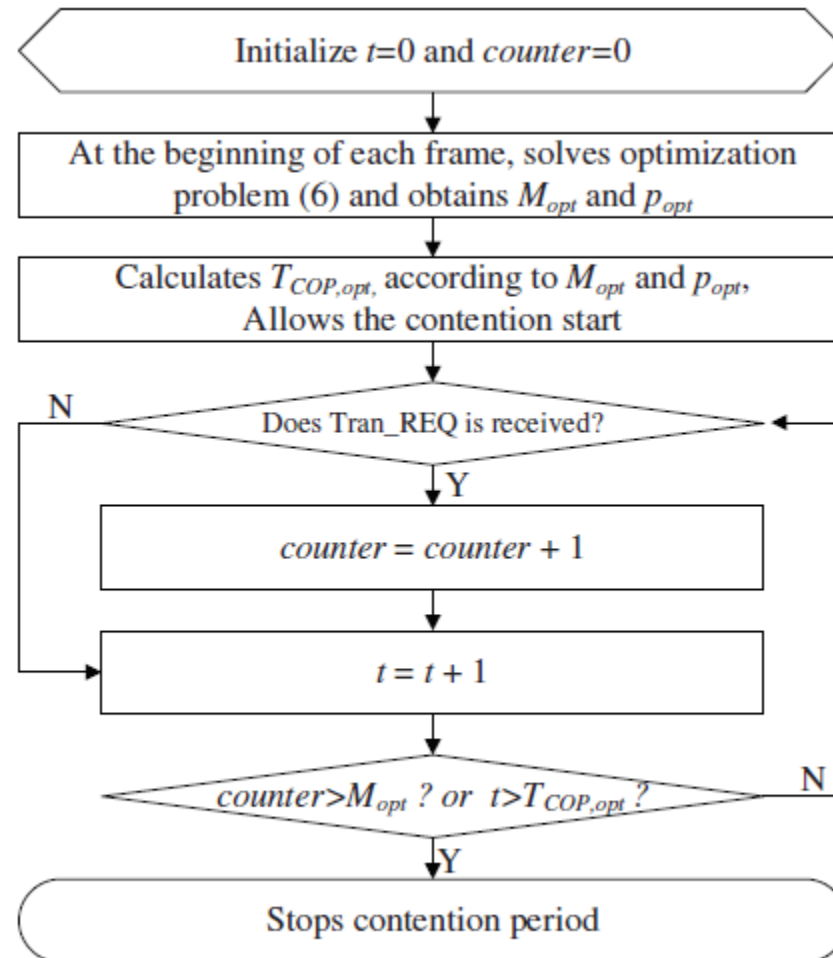 Initialize t=0 and counter=0
At the beginning of each frame, solves optimization
problem (6) and obtains M_opt and p_opt
Calculates T_COP,opt, according to M_opt and p_opt,
Allows the contention start
N
Does Tran_REQ is received?
Y
counter = counter + 1
t = t + 1
counter>M_opt ? or t>T_COP,opt ?
N
Y
Stops contention period